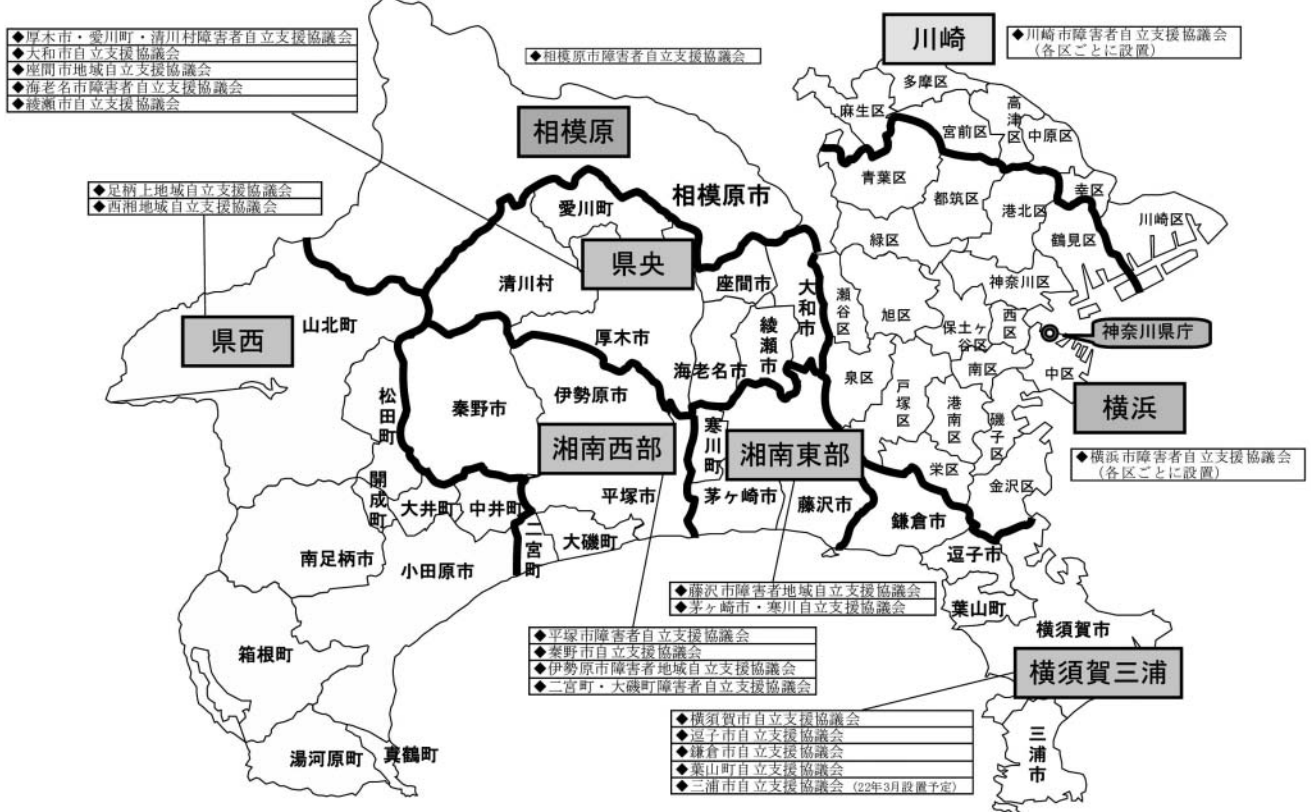 ◆厚木市・愛川町・清川村障害者自立支援協議会
◆大和市自立支援協議会
◆座間市地域自立支援協議会
◆海老名市障害者自立支援協議会
◆綾瀬市自立支援協議会
◆相模原市障害者自立支援協議会
川崎
◆川崎市障害者自立支援協議会
（各区ごとに設置）
◆足柄上地域自立支援協議会
◆西湘地域自立支援協議会
相模原
相模原市
愛川町
県央
清川村
座間市
大和市
厚木市
海老名市
綾瀬市
麻生区
多摩区
高津区
宮前区
中原区
青葉区
都筑区
港北区
幸区
川崎区
鶴見区
緑区
神奈川区
瀬谷区
旭区
保土ヶ谷区
西区
神奈川県庁
泉区
戸塚区
南区
中区
港南区
磯子区
横浜
栄区
金沢区
◆横浜市障害者自立支援協議会
（各区ごとに設置）
県西
山北町
松田町
秦野市
伊勢原市
湘南西部
寒川町
湘南東部
開成町
大井町
中井町
平塚市
茅ヶ崎市
藤沢市
鎌倉市
二宮町
大磯町
南足柄市
小田原市
逗子市
葉山町
横須賀市
◆藤沢市障害者地域自立支援協議会
◆茅ヶ崎市・寒川自立支援協議会
箱根町
◆平塚市障害者自立支援協議会
◆秦野市自立支援協議会
◆伊勢原市障害者地域自立支援協議会
◆二宮町・大磯町障害者自立支援協議会
横須賀三浦
◆横須賀市自立支援協議会
◆逗子市自立支援協議会
◆鎌倉市自立支援協議会
◆葉山町自立支援協議会
◆三浦市自立支援協議会（22年3月設置予定）
湯河原町
真鶴町
三浦市